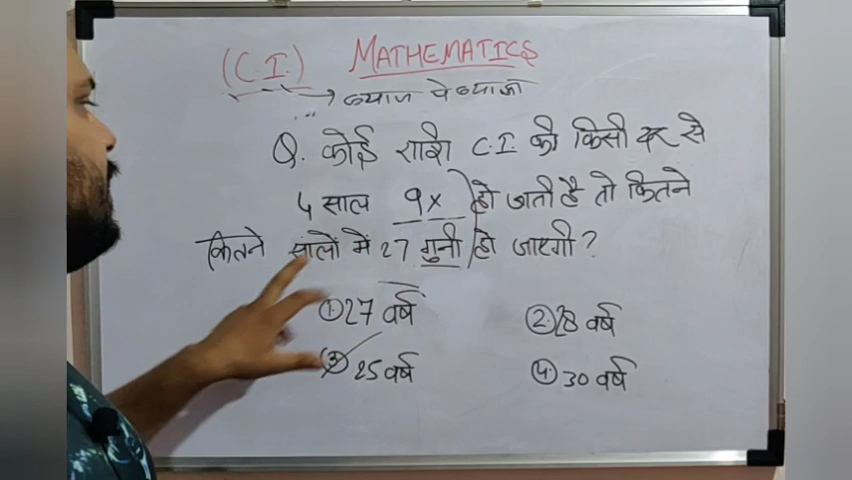 (C.I.) MATHEMATICS
→ ब्याज पे ब्याज
Q. कोई राशि C.I. की किसी दर से
4 साल 9x हो जाती है तो कितने
कितने सालों में 27 गुनी हो जाएगी?
① 27 वर्ष ② 28 वर्ष
③ 25 वर्ष ④ 30 वर्ष